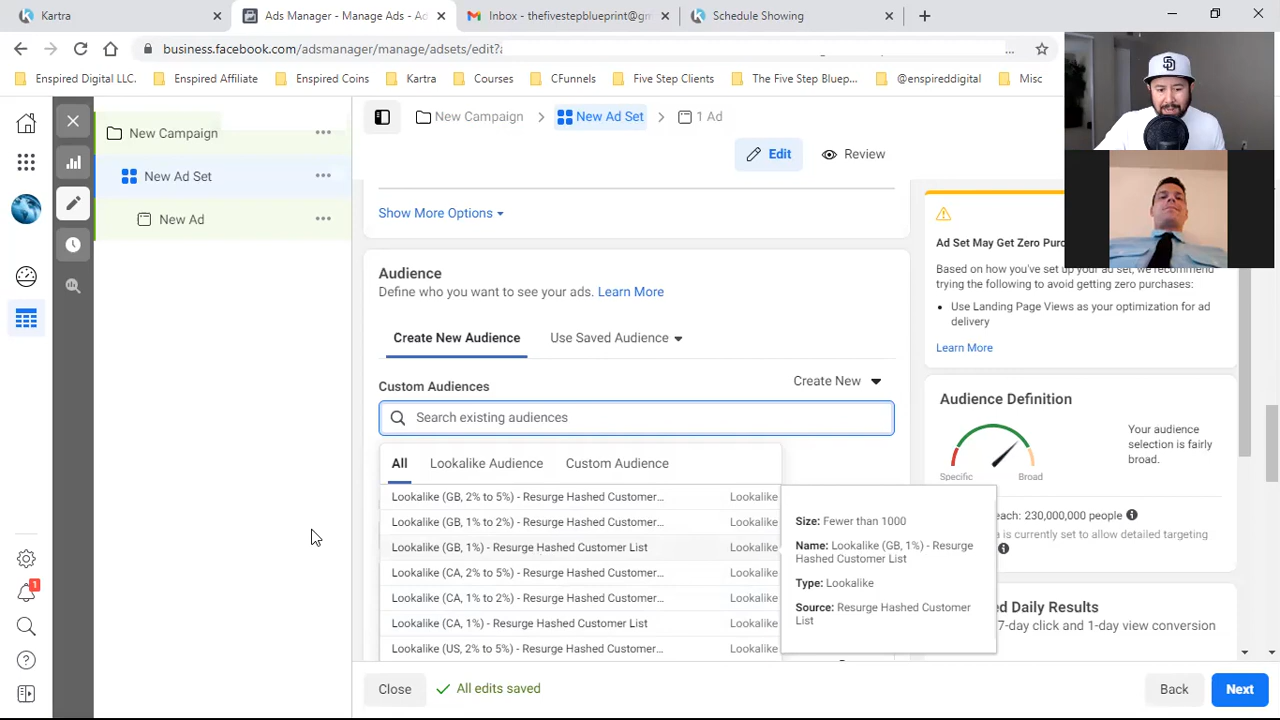 Kartra
Ads Manager - Manage Ads - Ad
Inbox - thefivestepblueprint@gm
Schedule Showing
business.facebook.com/adsmanager/manage/adsets/edit?
...
Enspired Digital LLC.
Enspired Affiliate
Enspired Coins
Kartra
Courses
CFunnels
Five Step Clients
The Five Step Bluep...
@enspireddigital
Misc
New Campaign
New Ad Set
New Ad
New Campaign
New Ad Set
1 Ad
Edit
Review
Show More Options
Audience
Define who you want to see your ads. Learn More
Create New Audience
Use Saved Audience
Custom Audiences
Create New
Search existing audiences
All
Lookalike Audience
Custom Audience
Lookalike (GB, 2% to 5%) - Resurge Hashed Customer... Lookalike
Lookalike (GB, 1% to 2%) - Resurge Hashed Customer... Lookalike
Lookalike (GB, 1%) - Resurge Hashed Customer List Lookalike
Lookalike (CA, 2% to 5%) - Resurge Hashed Customer... Lookalike
Lookalike (CA, 1% to 2%) - Resurge Hashed Customer... Lookalike
Lookalike (CA, 1%) - Resurge Hashed Customer List Lookalike
Lookalike (US, 2% to 5%) - Resurge Hashed Customer... Lookalike
Size: Fewer than 1000
Name: Lookalike (GB, 1%) - Resurge
Hashed Customer List
Type: Lookalike
Source: Resurge Hashed Customer
List
Ad Set May Get Zero Pur
Based on how you've set up your ad set, we recommend
trying the following to avoid getting zero purchases:
Use Landing Page Views as your optimization for ad
delivery
Learn More
Audience Definition
Your audience
selection is fairly
broad.
Specific
Broad
each: 230,000,000 people
a is currently set to allow detailed targeting
ed Daily Results
7-day click and 1-day view conversion
Close
All edits saved
Back
Next
1